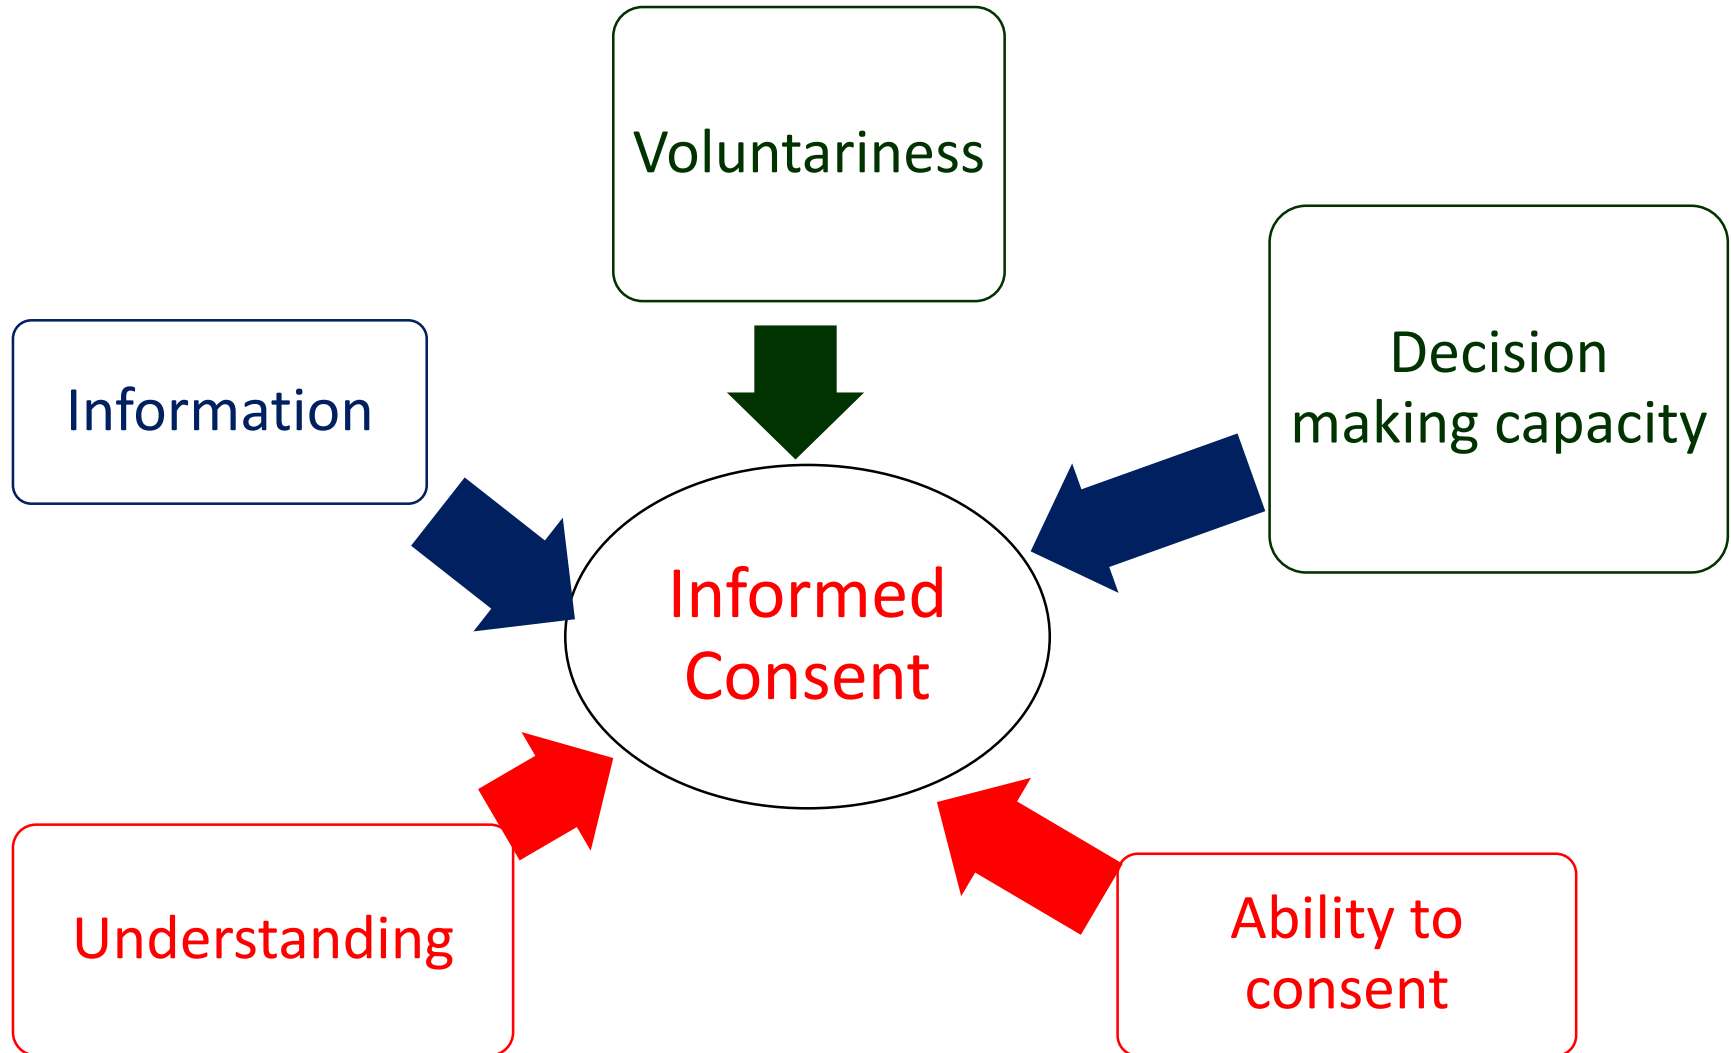 Voluntariness
Decision
making capacity
Information
Informed
Consent
Understanding
Ability to
consent